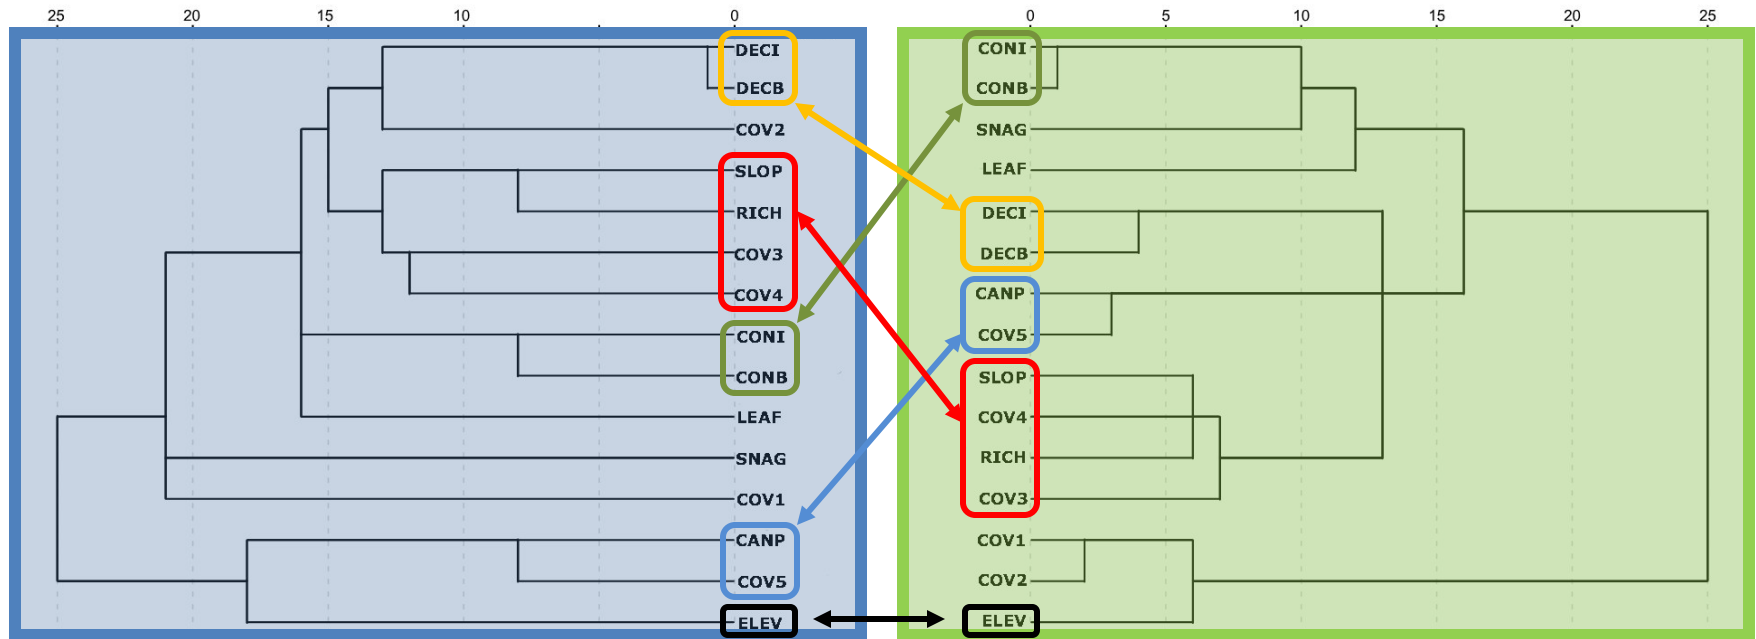 25 20 15 10 0 0 5 10 15 20 25
DECI CONI
DECB CONB
COV2 SNAG
SLOP LEAF
RICH DECI
COV3 DECB
COV4 CANP
CONI COV5
CONB SLOP
LEAF COV4
SNAG RICH
COV1 COV3
CANP COV1
COV5 COV2
ELEV ELEV